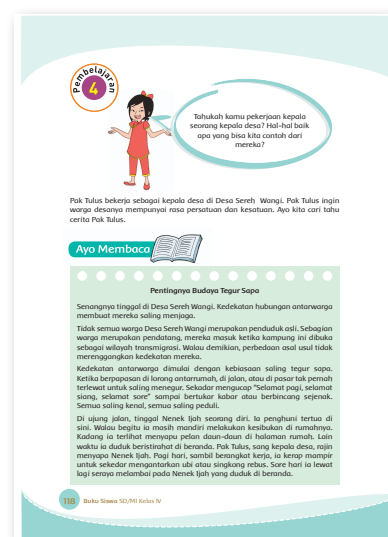 Pembelajaran
4
Tahukah kamu pekerjaan kepala
seorang kepala desa? Hal-hal baik
apa yang bisa kita contoh dari
mereka?
Pak Tulus bekerja sebagai kepala desa di Desa Sereh Wangi. Pak Tulus ingin
warga desanya mempunyai rasa persatuan dan kesatuan. Ayo kita cari tahu
cerita Pak Tulus.
Ayo Membaca
Pentingnya Budaya Tegur Sapa
Senangnya tinggal di Desa Sereh Wangi. Kedekatan hubungan antarwarga
membuat mereka saling menjaga.
Tidak semua warga Desa Sereh Wangi merupakan penduduk asli. Sebagian
warga merupakan pendatang, mereka masuk ketika kampung ini dibuka
sebagai wilayah transmigrasi. Walau demikian, perbedaan asal usul tidak
merenggangkan kedekatan mereka.
Kedekatan antarwarga dimulai dengan kebiasaan saling tegur sapa.
Ketika berpapasan di lorong antarrumah, di jalan, atau di pasar tak pernah
terlewat untuk saling menegur. Sekadar mengucap “Selamat pagi, selamat
siang, selamat sore” sampai bertukar kabar atau berbincang sejenak.
Semua saling kenal, semua saling peduli.
Di ujung jalan, tinggal Nenek Ijah seorang diri. Ia penghuni tertua di
sini. Walau begitu ia masih mandiri melakukan kesibukan di rumahnya.
Kadang ia terlihat menyapu pelan daun-daun di halaman rumah. Lain
waktu ia duduk beristirahat di beranda. Pak Tulus, sang kepala desa, rajin
menyapa Nenek Ijah. Pagi hari, sambil berangkat kerja, ia kerap mampir
untuk sekedar mengantarkan ubi atau singkong rebus. Sore hari ia lewat
lagi seraya melambai pada Nenek Ijah yang duduk di beranda.
118 Buku Siswa SD/MI Kelas IV